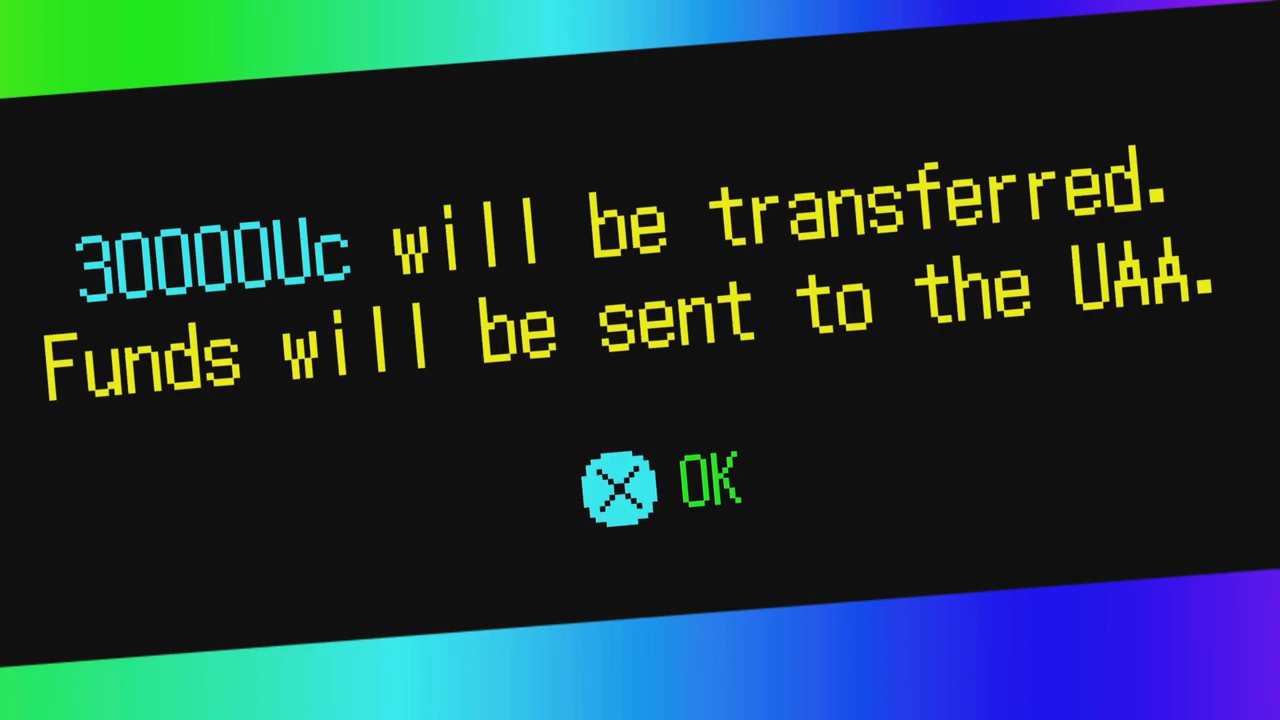 30000Uc will be transferred.
Funds will be sent to the UAA.
OK